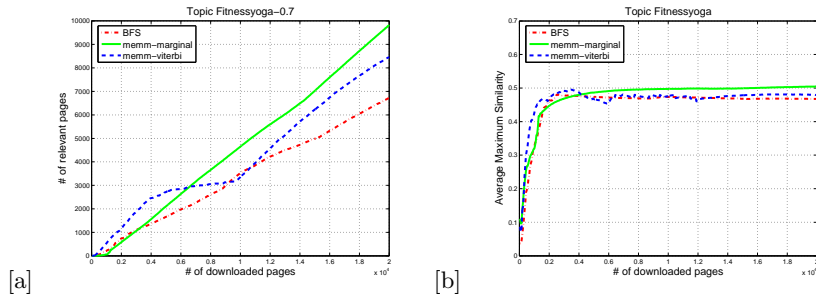 Topic Fitnessyoga−0.7
10000
9000
8000
7000
6000
5000
4000
3000
2000
1000
0
# of relevant pages
BFS
memm−marginal
memm−viterbi
0 0.2 0.4 0.6 0.8 1 1.2 1.4 1.6 1.8 2
x 10⁴
# of downloaded pages
[a]
Topic Fitnessyoga
0.7
0.6
0.5
0.4
0.3
0.2
0.1
0
Average Maximum Similarity
BFS
memm−marginal
memm−viterbi
0 0.2 0.4 0.6 0.8 1 1.2 1.4 1.6 1.8 2
x 10⁴
# of downloaded pages
[b]